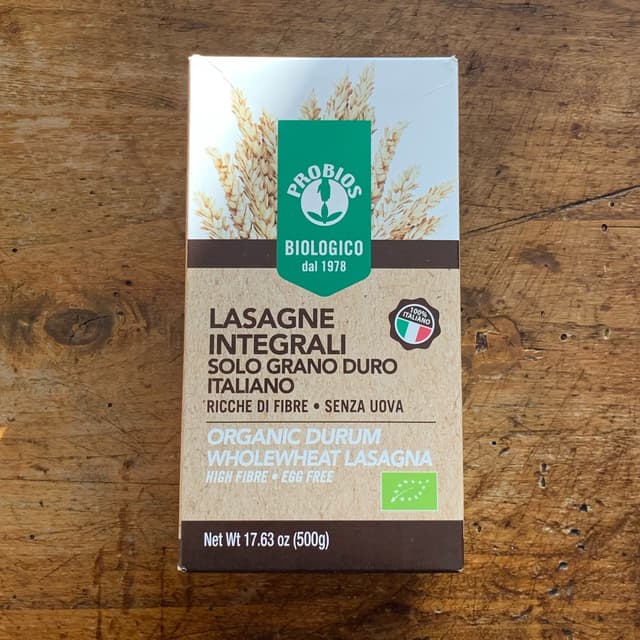 PROBIOS
BIOLOGICO
dal 1978
100%
ITALIANO
LASAGNE
INTEGRALI
SOLO GRANO DURO
ITALIANO
RICCHE DI FIBRE • SENZA UOVA
ORGANIC DURUM
WHOLEWHEAT LASAGNA
HIGH FIBRE • EGG FREE
Net Wt 17.63 oz (500g)